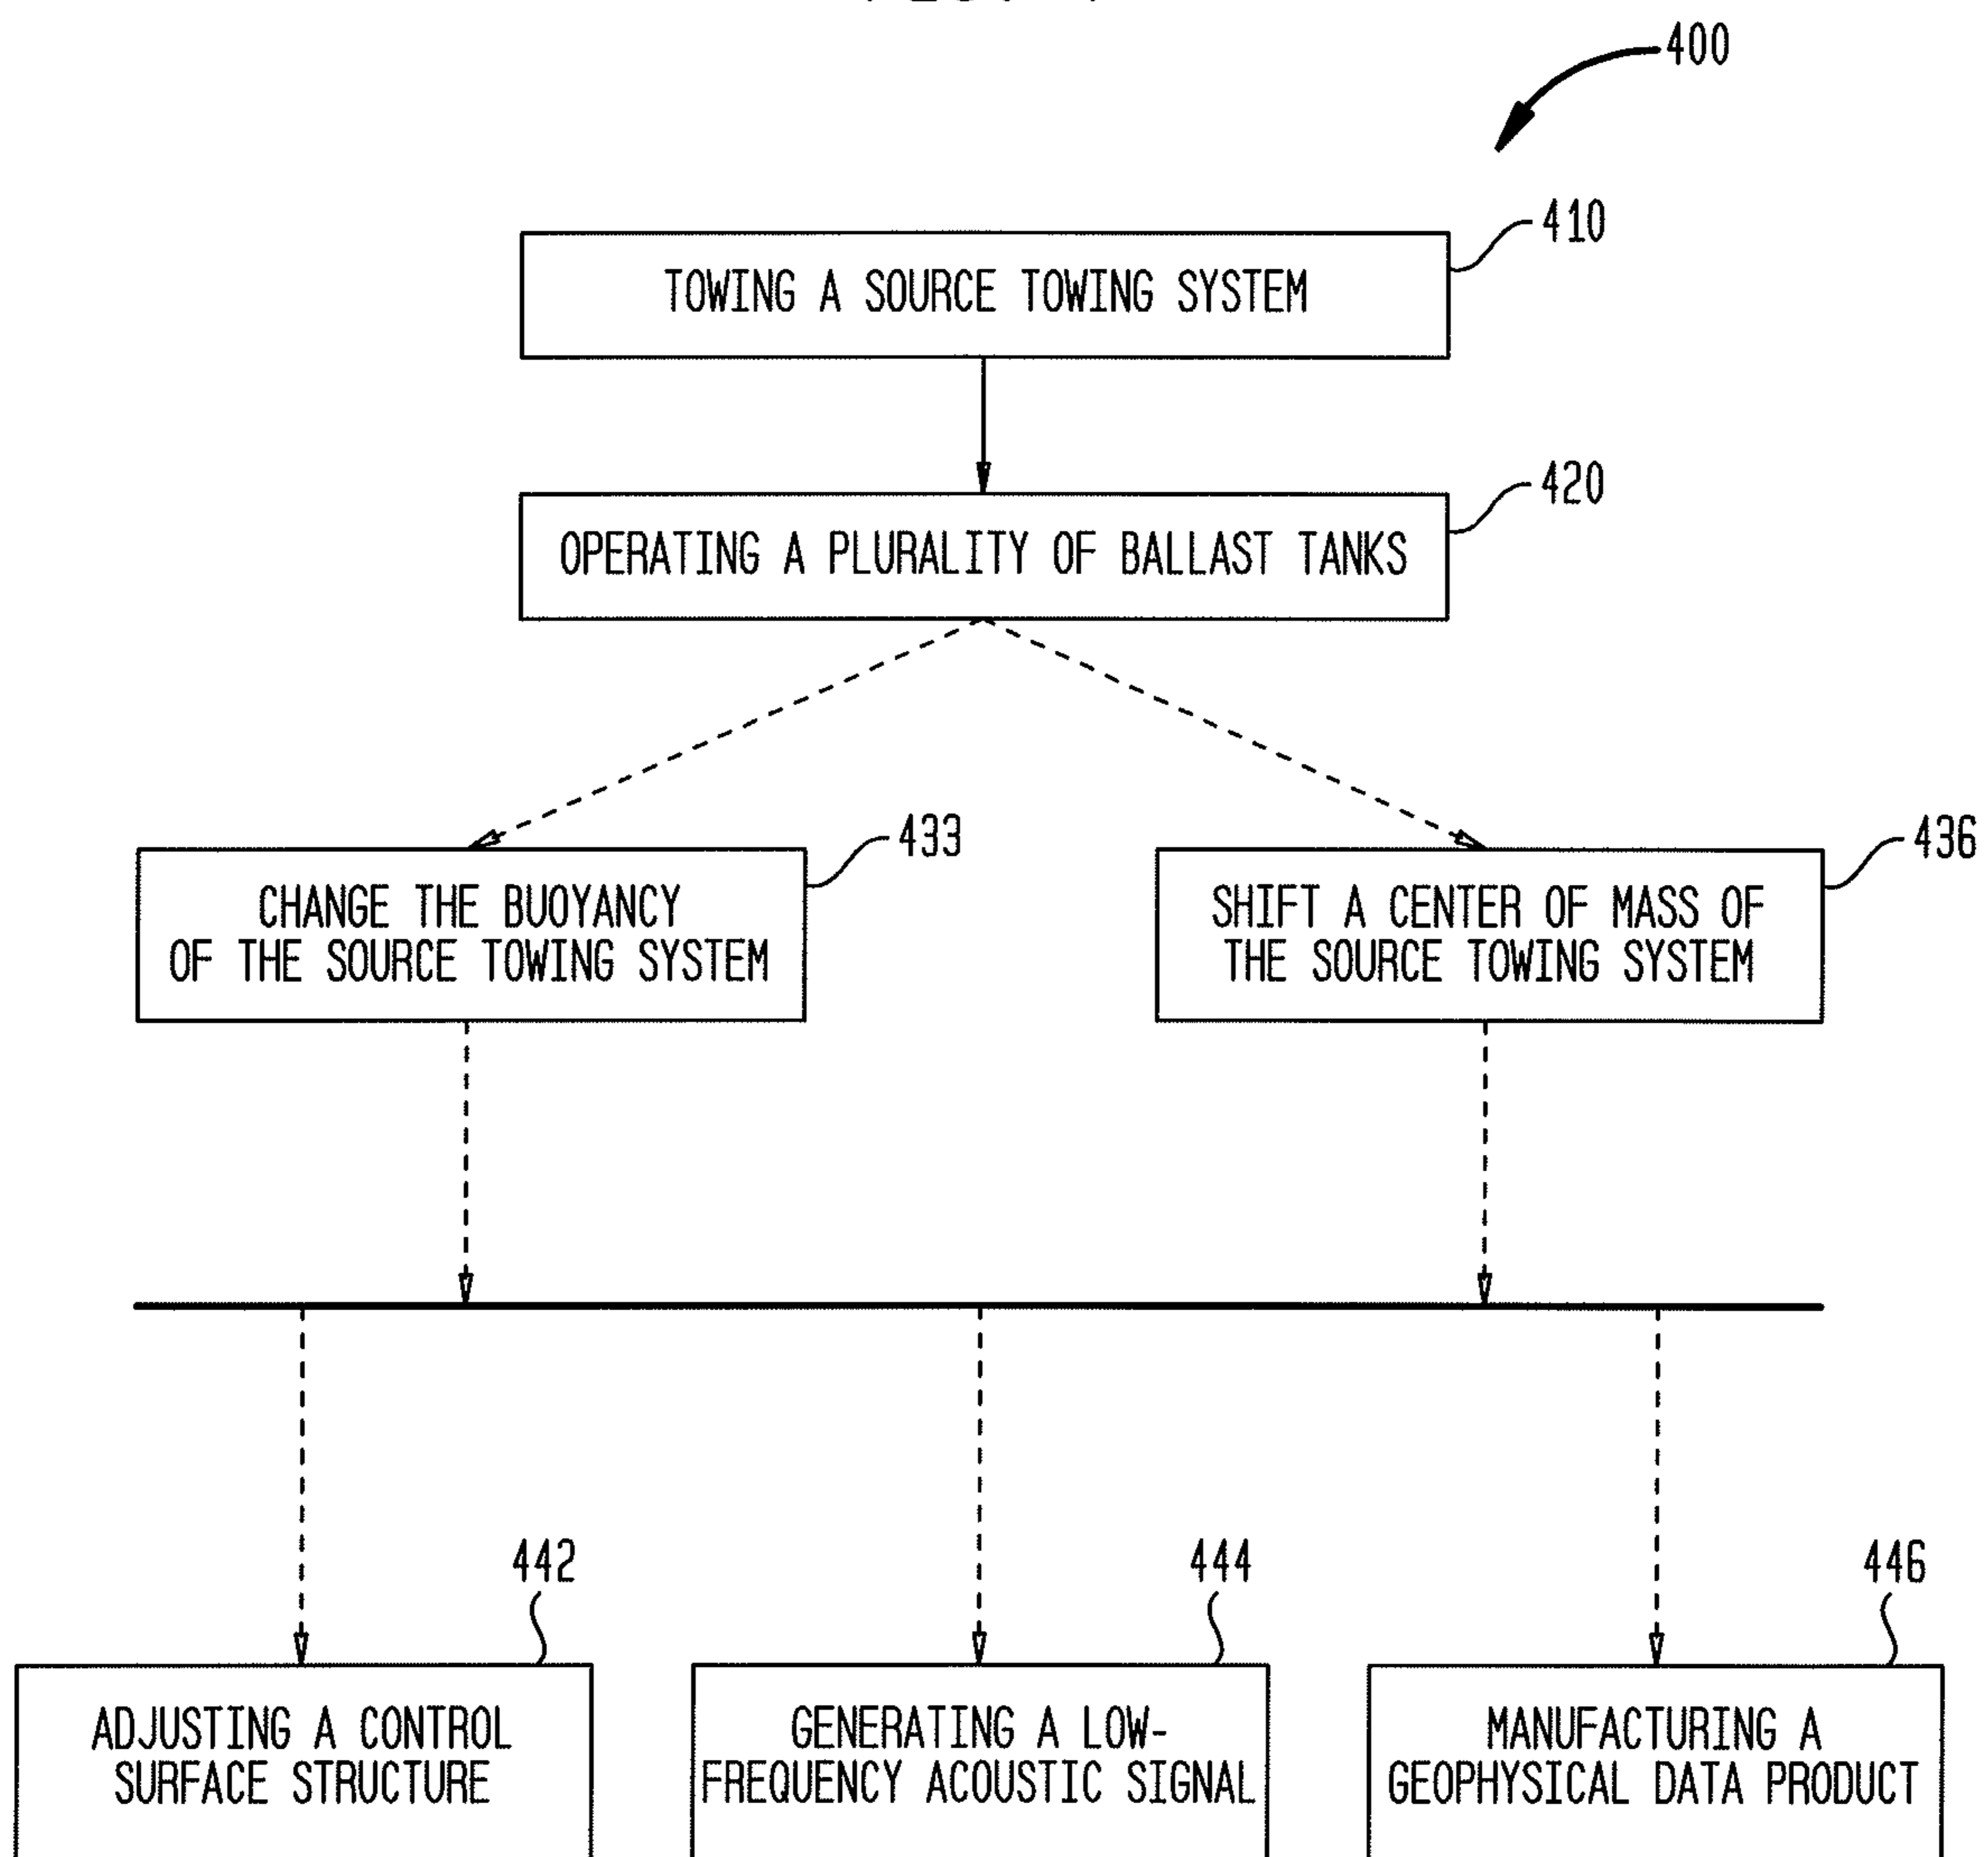 400
410
TOWING A SOURCE TOWING SYSTEM
420
OPERATING A PLURALITY OF BALLAST TANKS
433
CHANGE THE BUOYANCY
OF THE SOURCE TOWING SYSTEM
436
SHIFT A CENTER OF MASS OF
THE SOURCE TOWING SYSTEM
442
ADJUSTING A CONTROL
SURFACE STRUCTURE
444
GENERATING A LOW-
FREQUENCY ACOUSTIC SIGNAL
446
MANUFACTURING A
GEOPHYSICAL DATA PRODUCT